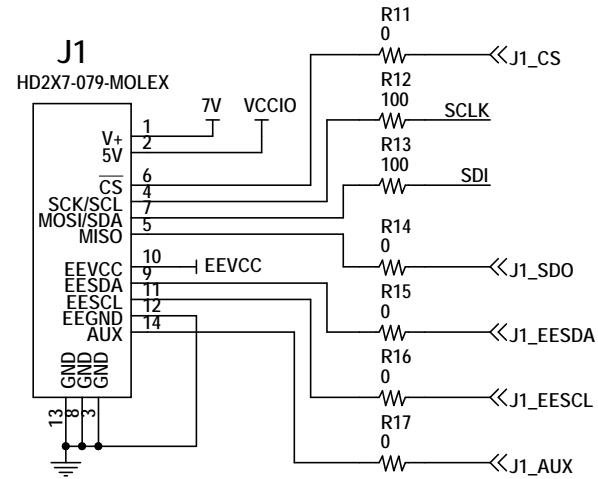 J1
HD2X7-079-MOLEX
7V
VCCIO
V+
1
5V
2
CS
6
SCK/SCL
4
MOSI/SDA
7
MISO
5
EEVCC
10
EEVCC
EESDA
9
EESCL
11
EEGND
12
AUX
14
GND
GND
GND
13
8
3
R11
0
J1_CS
R12
100
SCLK
R13
100
SDI
R14
0
J1_SDO
R15
0
J1_EESDA
R16
0
J1_EESCL
R17
0
J1_AUX